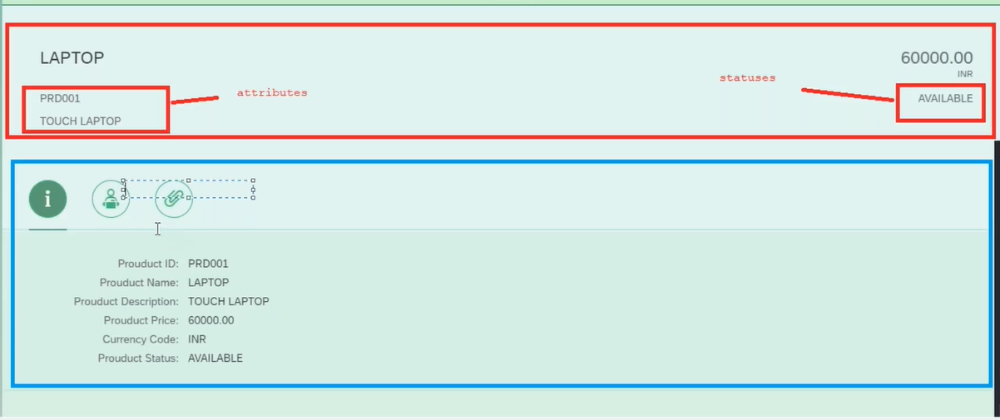 LAPTOP
60000.00
INR
statuses
attributes
PRD001
AVAILABLE
TOUCH LAPTOP
i
Prouduct ID: PRD001
Prouduct Name: LAPTOP
Prouduct Description: TOUCH LAPTOP
Prouduct Price: 60000.00
Currency Code: INR
Prouduct Status: AVAILABLE